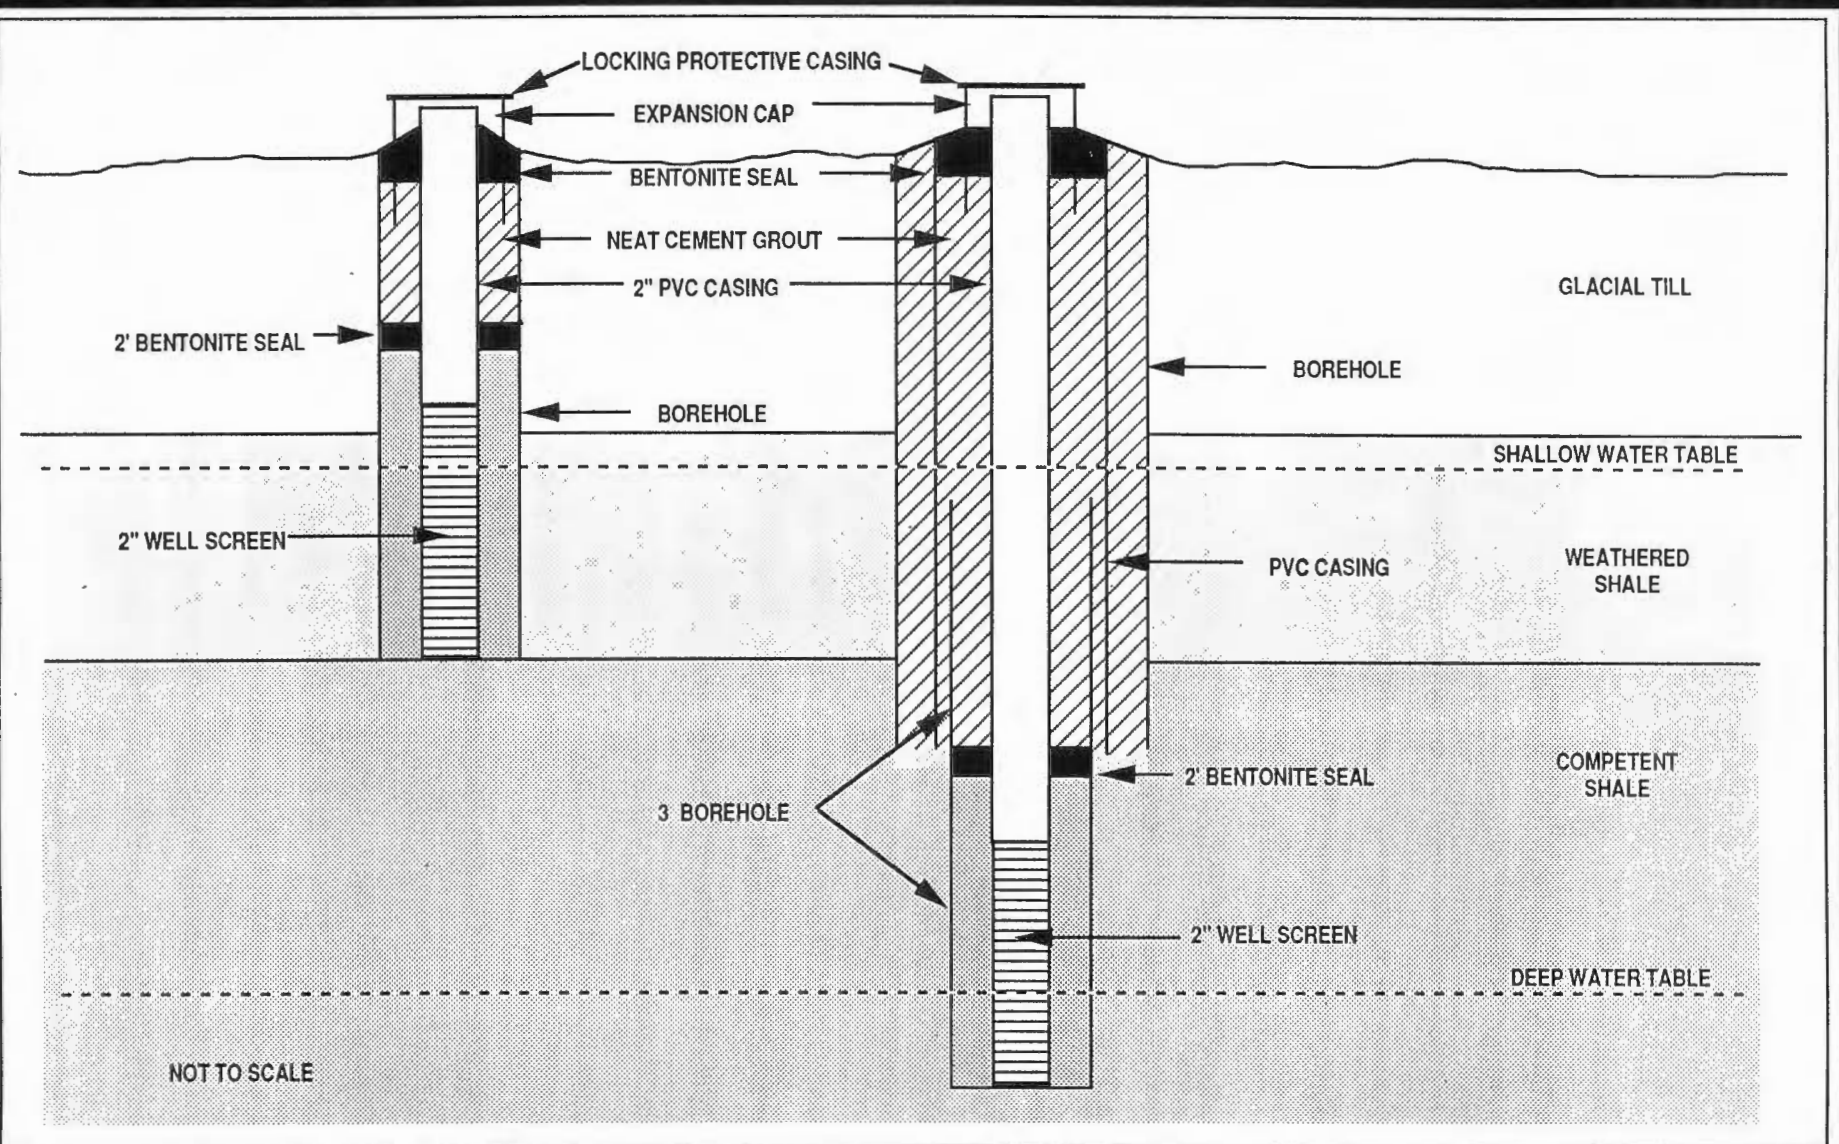 LOCKING PROTECTIVE CASING
EXPANSION CAP
BENTONITE SEAL
NEAT CEMENT GROUT
2" PVC CASING
GLACIAL TILL
2' BENTONITE SEAL
BOREHOLE
BOREHOLE
SHALLOW WATER TABLE
2" WELL SCREEN
PVC CASING
WEATHERED
SHALE
2' BENTONITE SEAL
COMPETENT
SHALE
3 BOREHOLE
2" WELL SCREEN
DEEP WATER TABLE
NOT TO SCALE